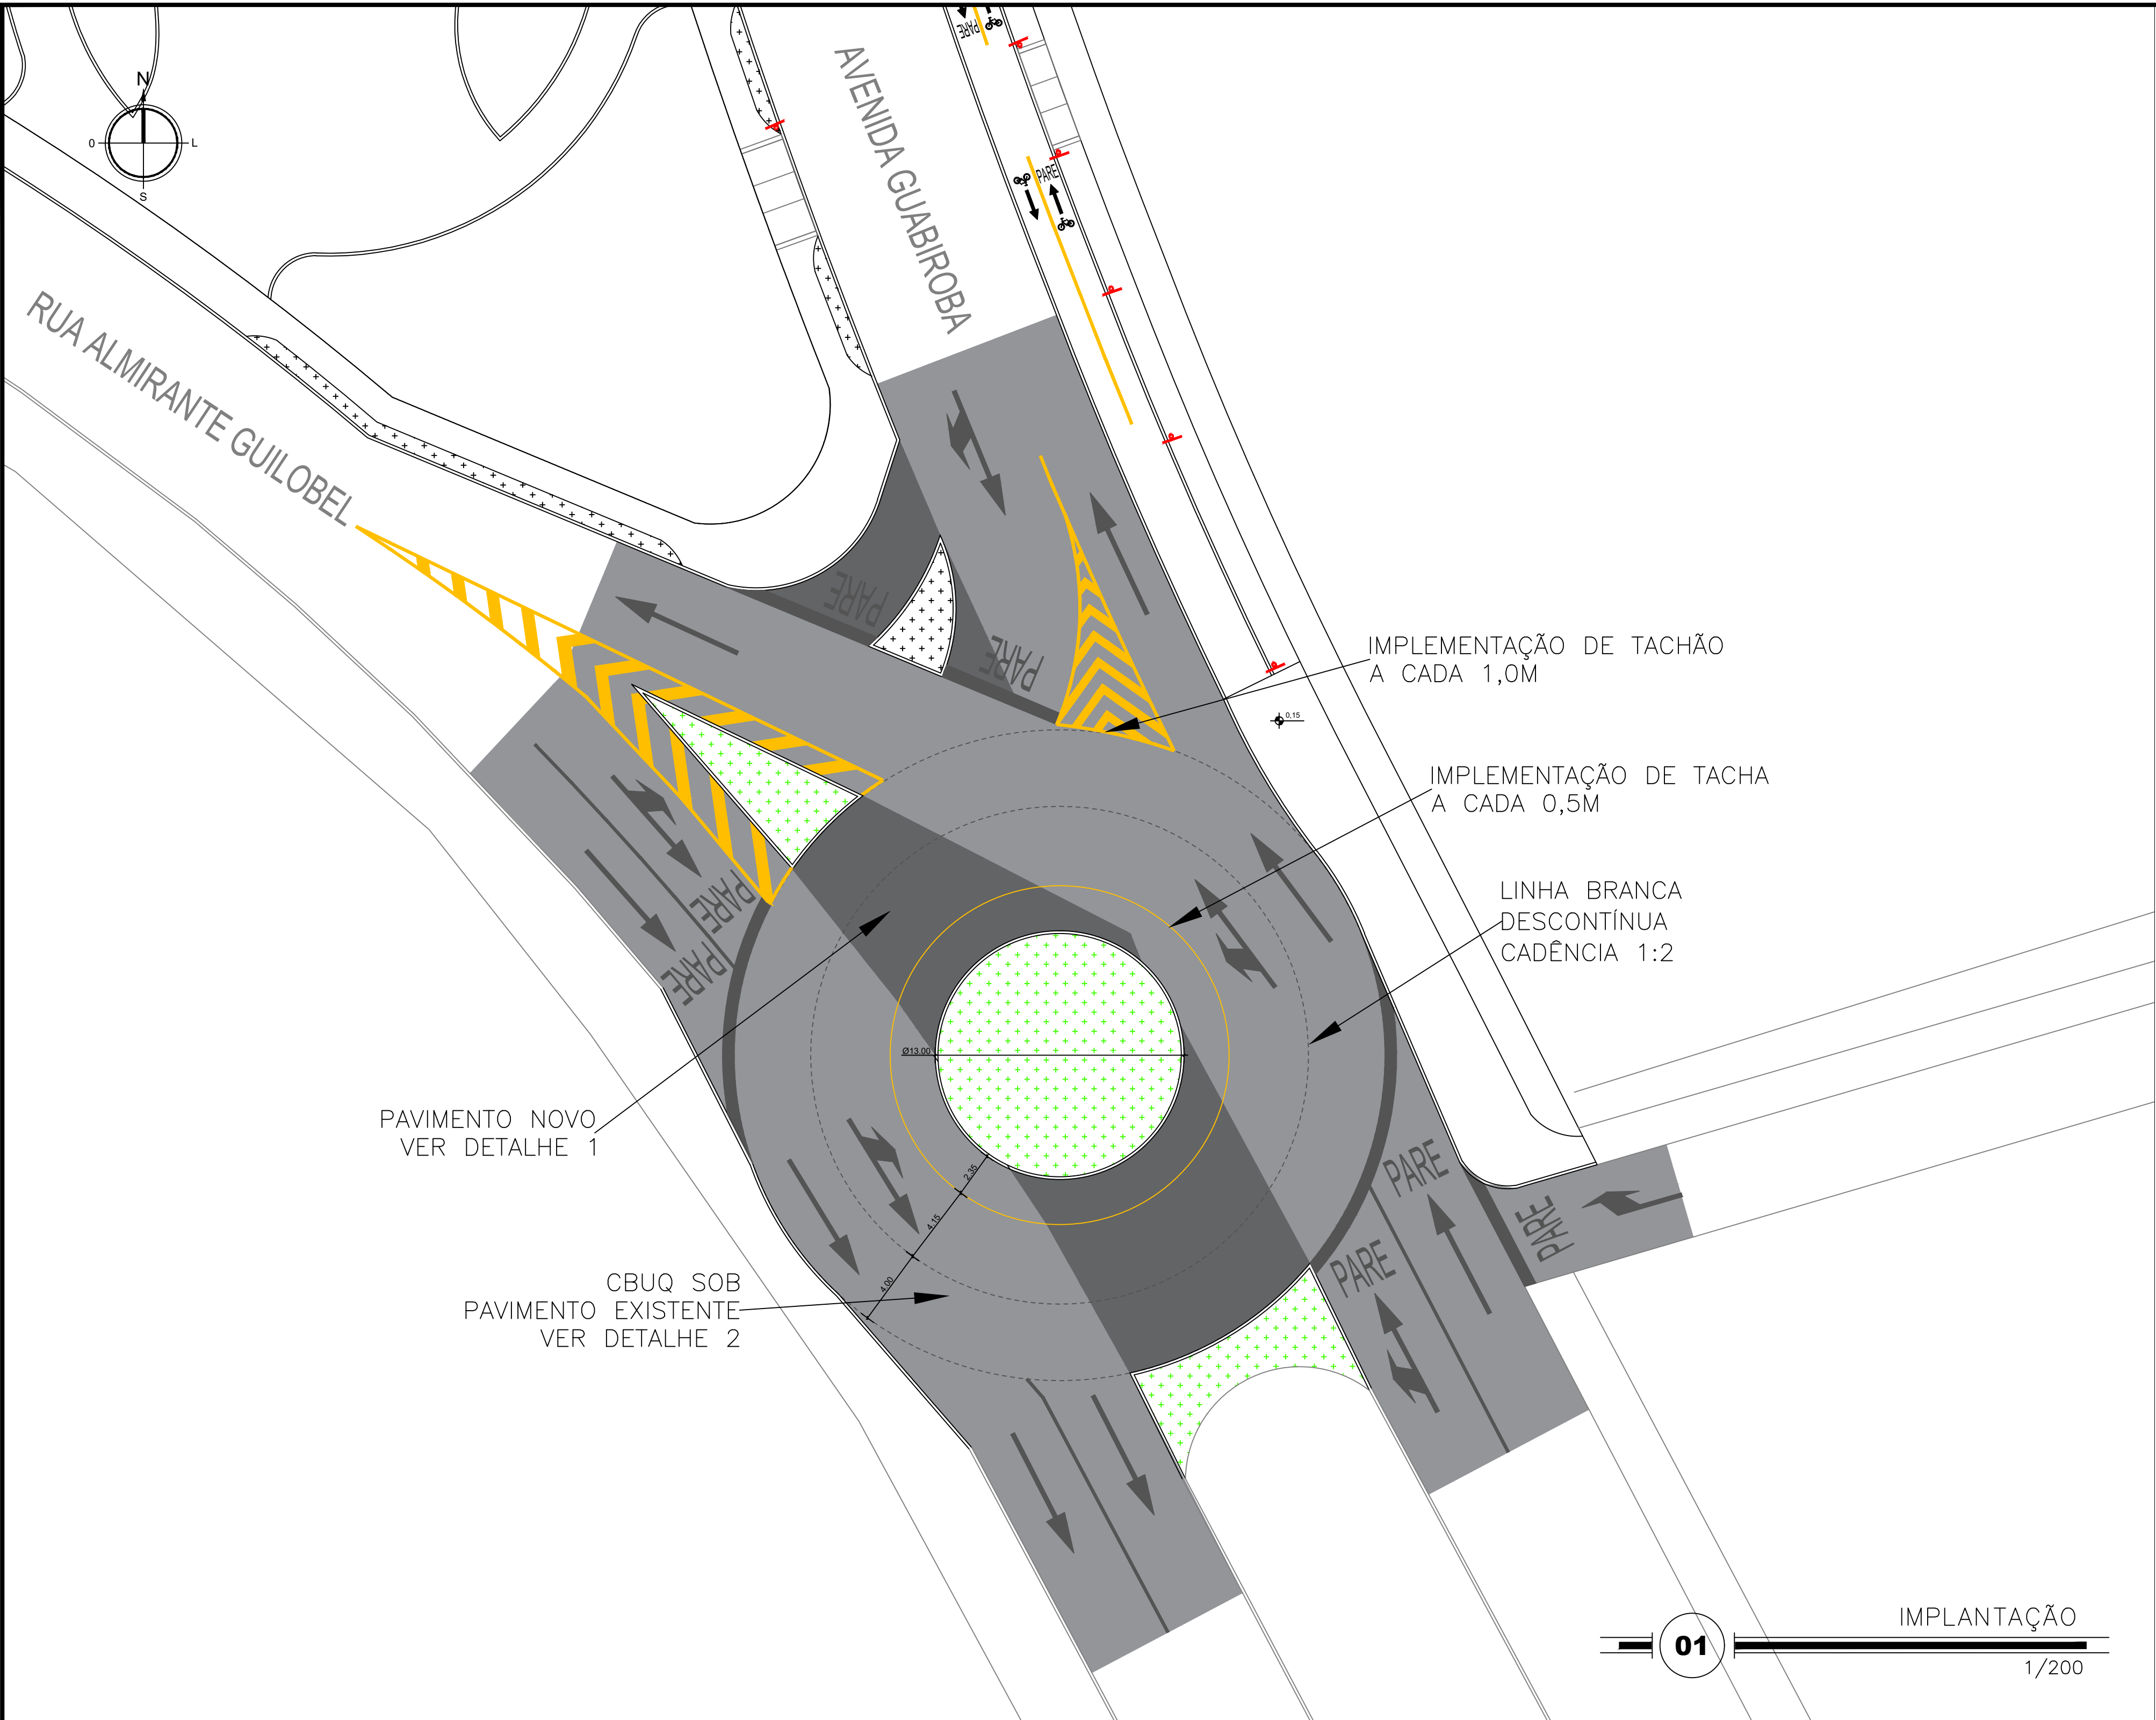 PARE
N
O
L
S
AVENIDA GUABIROBA
PARE
RUA ALMIRANTE GUILOBEL
PARE
PARE
IMPLEMENTAÇÃO DE TACHÃO
A CADA 1,0M
0,15
IMPLEMENTAÇÃO DE TACHA
A CADA 0,5M
PARE
PARE
LINHA BRANCA
DESCONTÍNUA
CADÊNCIA 1:2
Ø13.00
PAVIMENTO NOVO
VER DETALHE 1
2.35
4.15
4.00
PARE
PARE
PARE
CBUQ SOB
PAVIMENTO EXISTENTE
VER DETALHE 2
01
IMPLANTAÇÃO
1/200